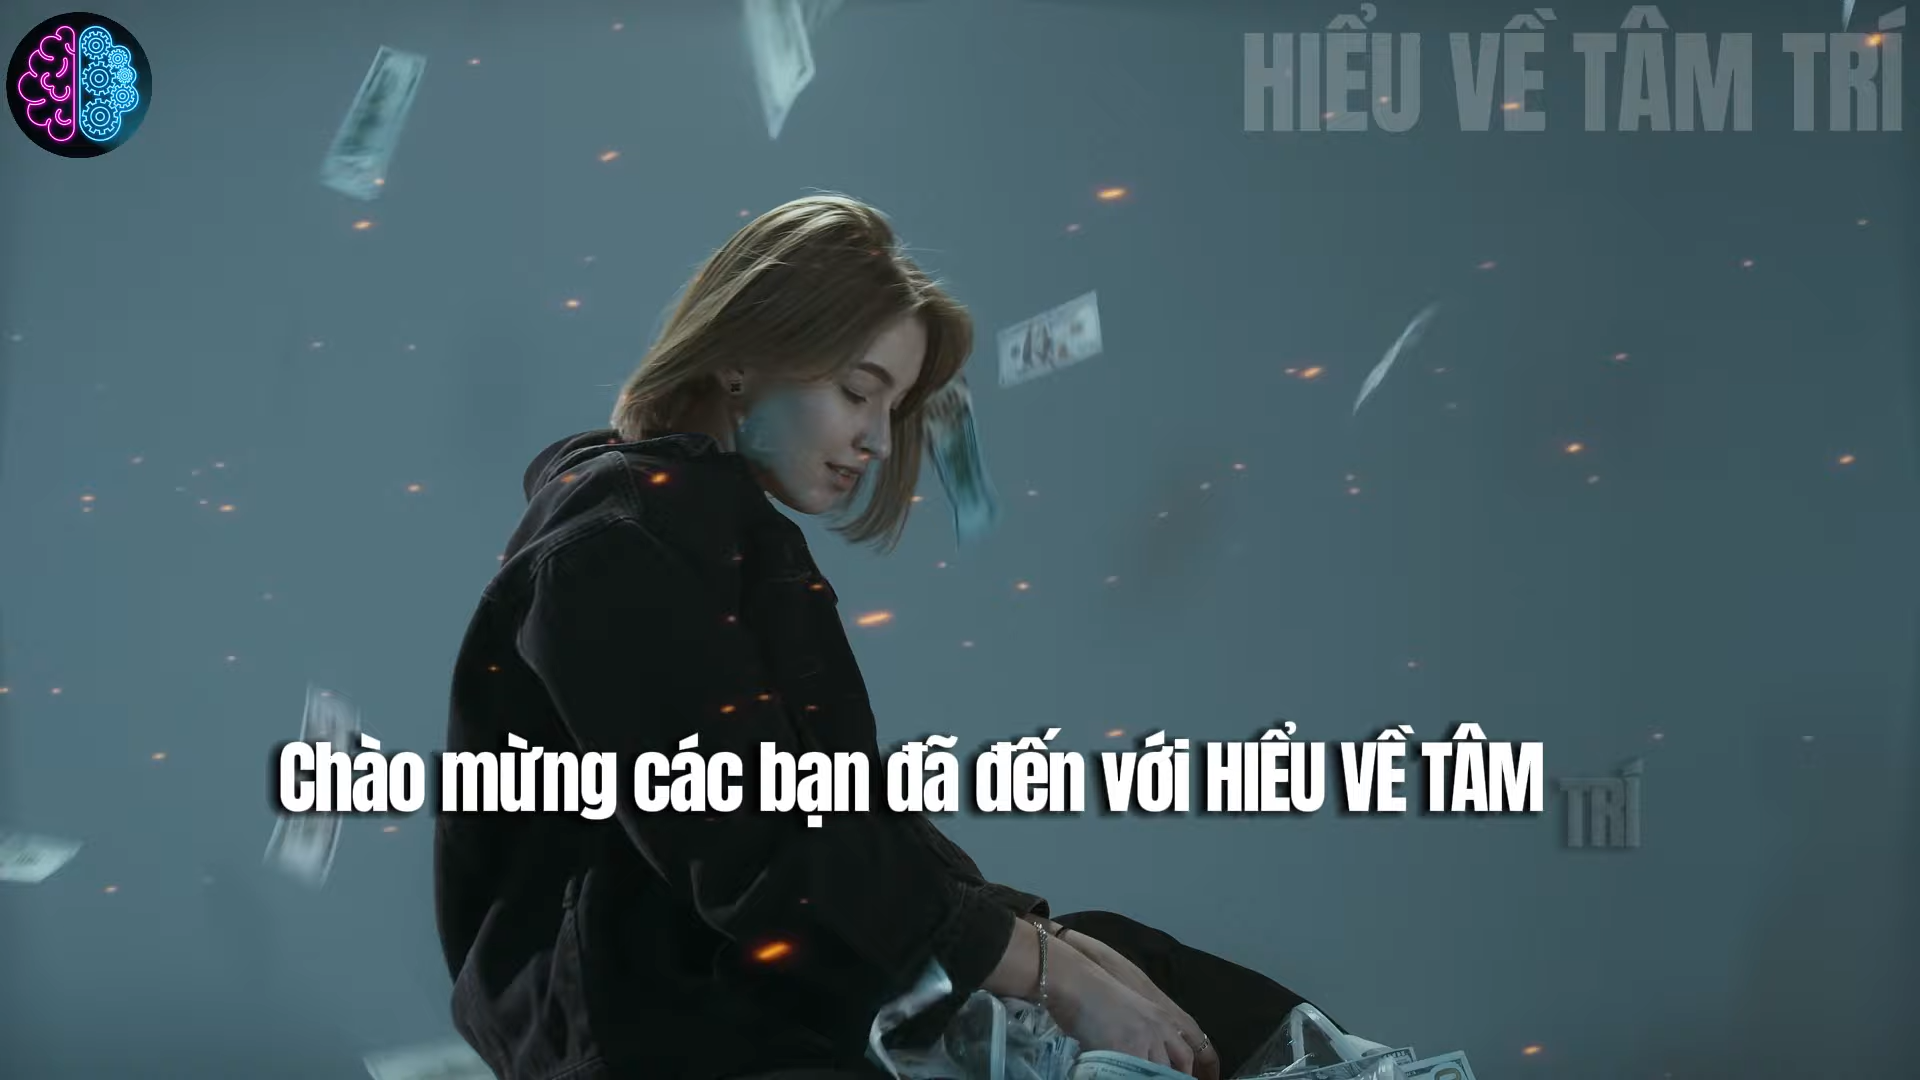 HIỂU VỀ TÂM TRÍ
Chào mừng các bạn đã đến với HIỂU VỀ TÂM TRÍ